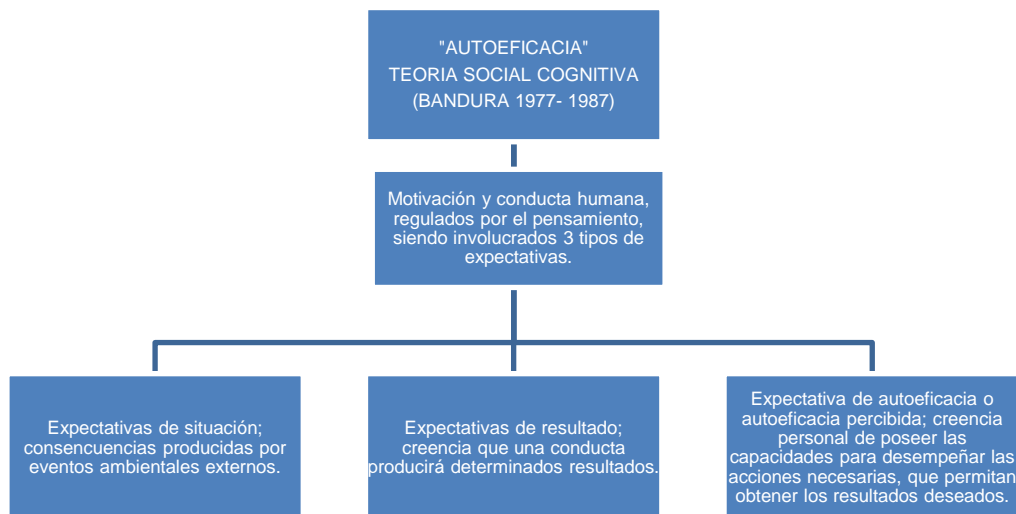 "AUTOEFICACIA"
TEORIA SOCIAL COGNITIVA
(BANDURA 1977- 1987)
Motivación y conducta humana,
regulados por el pensamiento,
siendo involucrados 3 tipos de
expectativas.
Expectativas de situación;
consencuencias producidas por
eventos ambientales externos.
Expectativas de resultado;
creencia que una conducta
producirá determinados resultados.
Expectativa de autoeficacia o
autoeficacia percibida; creencia
personal de poseer las
capacidades para desempeñar las
acciones necesarias, que permitan
obtener los resultados deseados.